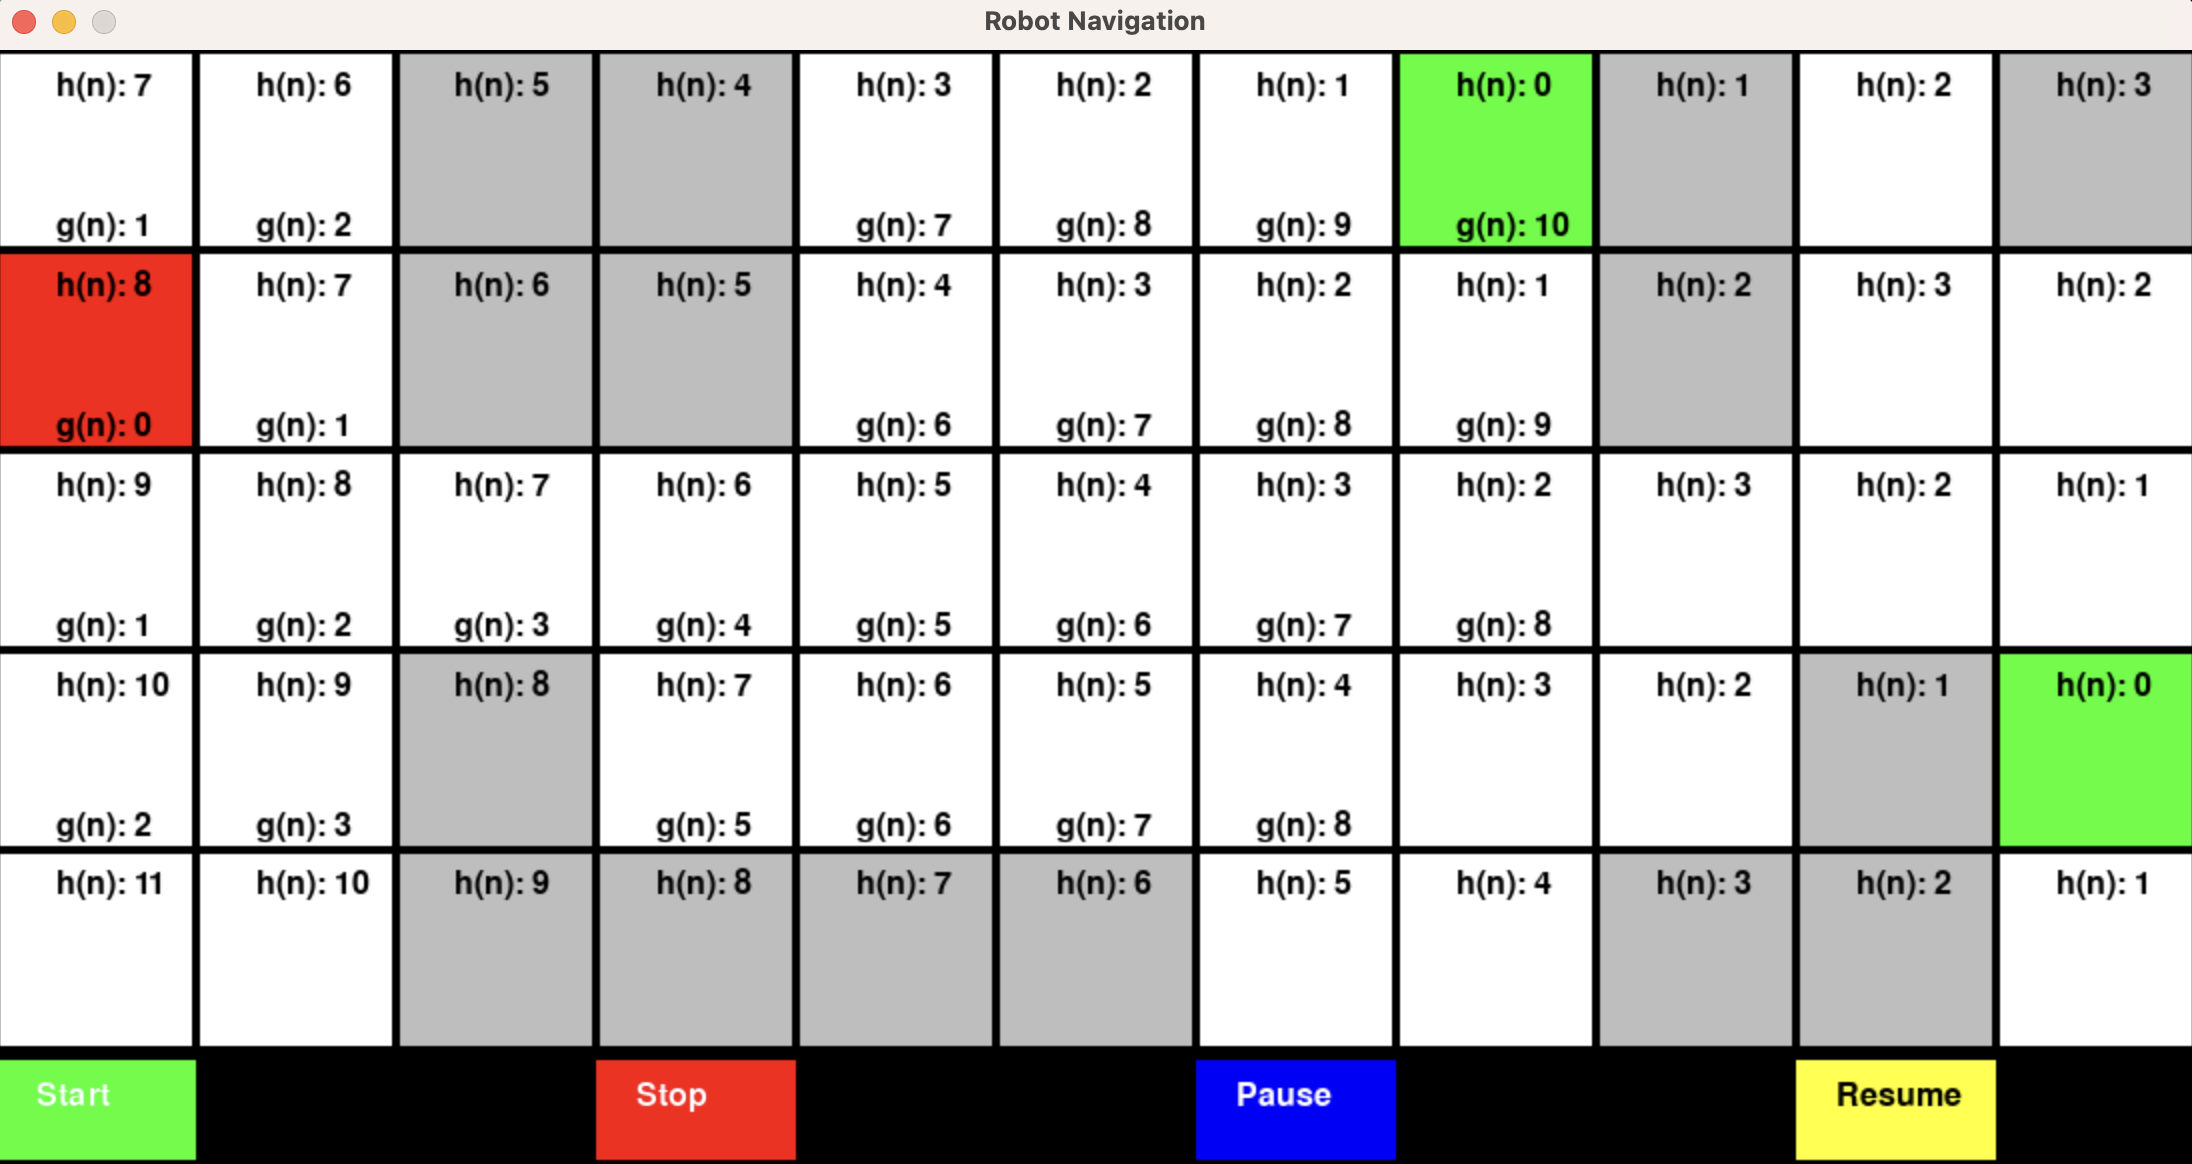 Robot Navigation
h(n): 7 h(n): 6 h(n): 5 h(n): 4 h(n): 3 h(n): 2 h(n): 1 h(n): 0 h(n): 1 h(n): 2 h(n): 3
g(n): 1 g(n): 2 g(n): 7 g(n): 8 g(n): 9 g(n): 10
h(n): 8 h(n): 7 h(n): 6 h(n): 5 h(n): 4 h(n): 3 h(n): 2 h(n): 1 h(n): 2 h(n): 3 h(n): 2
g(n): 0 g(n): 1 g(n): 6 g(n): 7 g(n): 8 g(n): 9
h(n): 9 h(n): 8 h(n): 7 h(n): 6 h(n): 5 h(n): 4 h(n): 3 h(n): 2 h(n): 3 h(n): 2 h(n): 1
g(n): 1 g(n): 2 g(n): 3 g(n): 4 g(n): 5 g(n): 6 g(n): 7 g(n): 8
h(n): 10 h(n): 9 h(n): 8 h(n): 7 h(n): 6 h(n): 5 h(n): 4 h(n): 3 h(n): 2 h(n): 1 h(n): 0
g(n): 2 g(n): 3 g(n): 5 g(n): 6 g(n): 7 g(n): 8
h(n): 11 h(n): 10 h(n): 9 h(n): 8 h(n): 7 h(n): 6 h(n): 5 h(n): 4 h(n): 3 h(n): 2 h(n): 1
Start Stop Pause Resume